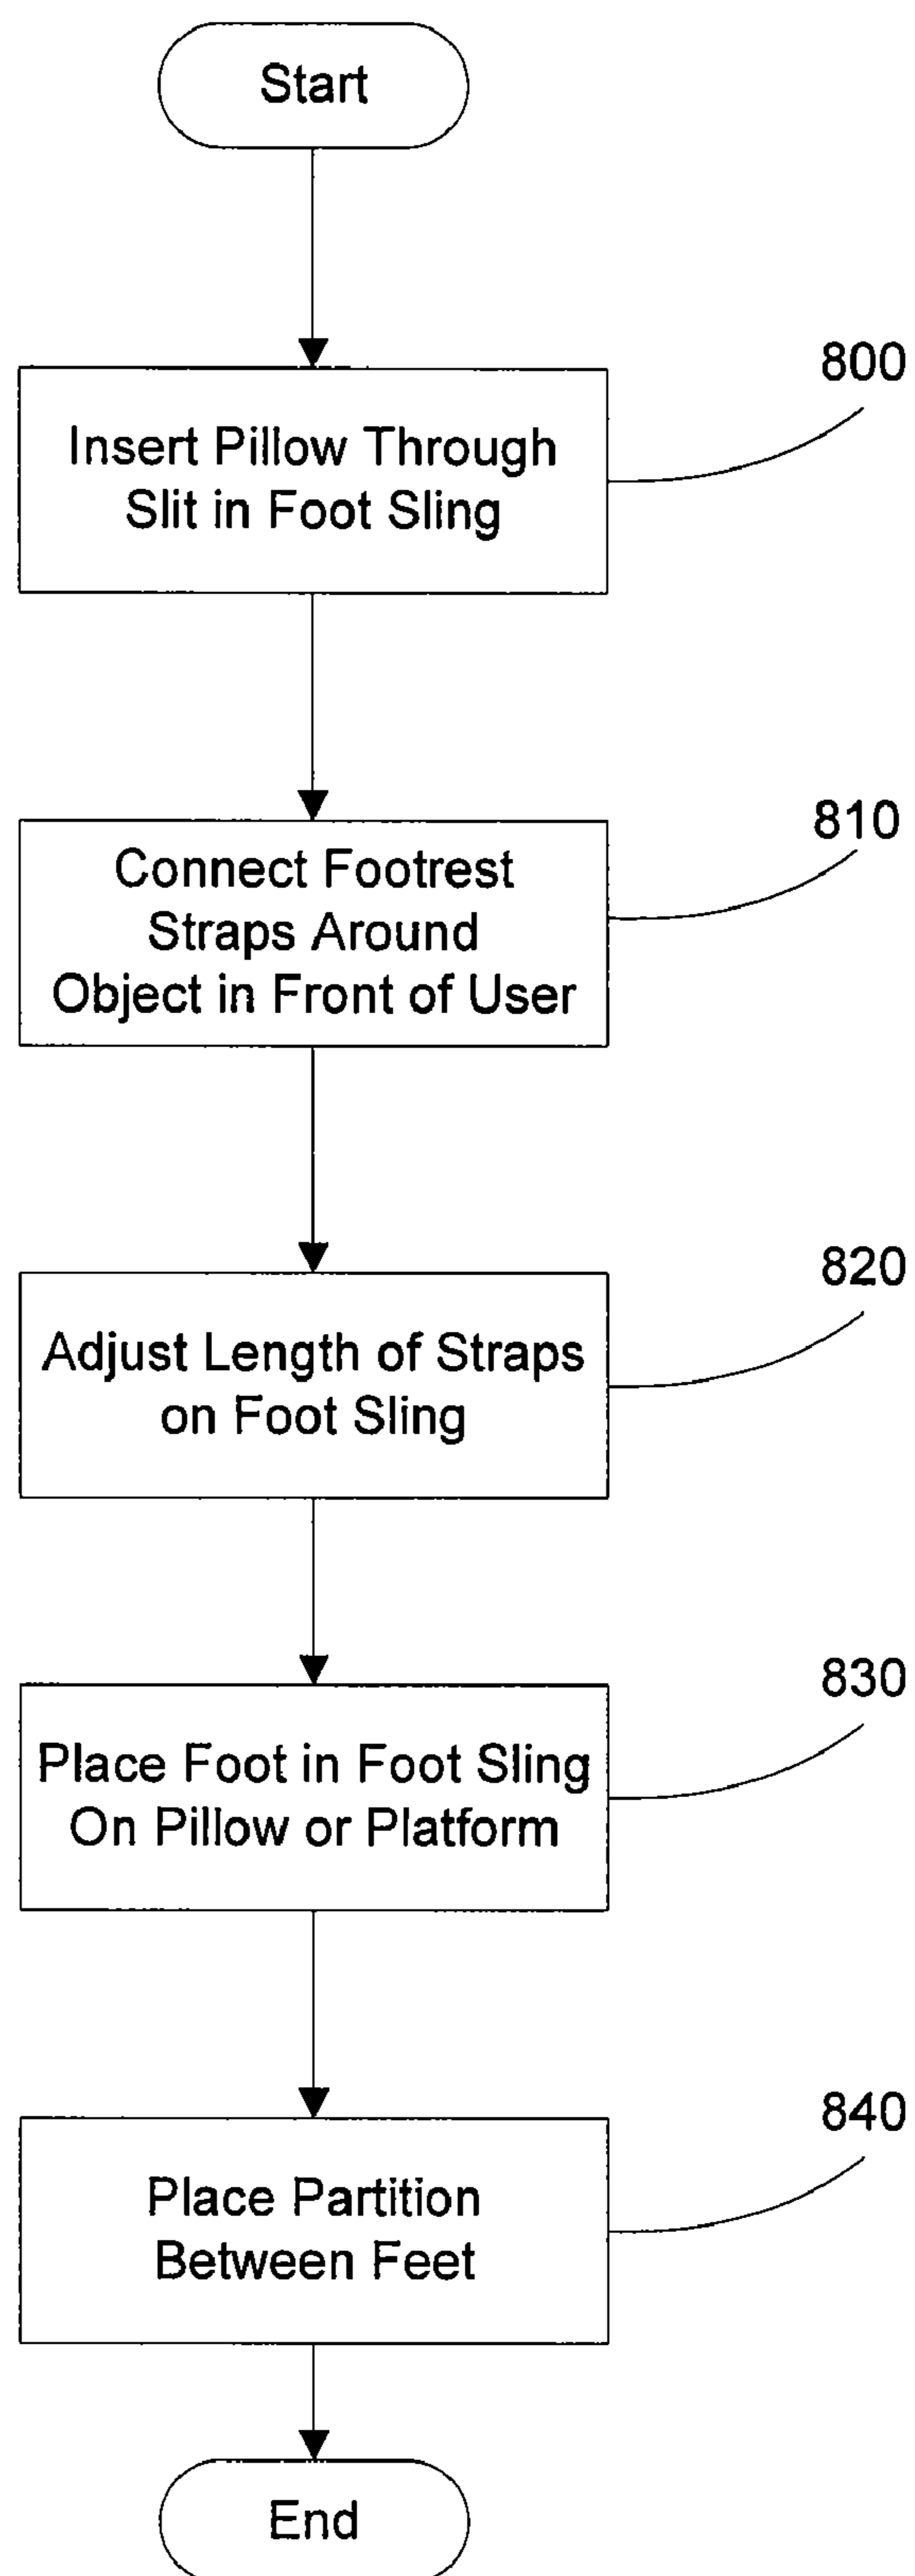 Start
800
Insert Pillow Through
Slit in Foot Sling
810
Connect Footrest
Straps Around
Object in Front of User
820
Adjust Length of Straps
on Foot Sling
830
Place Foot in Foot Sling
On Pillow or Platform
840
Place Partition
Between Feet
End